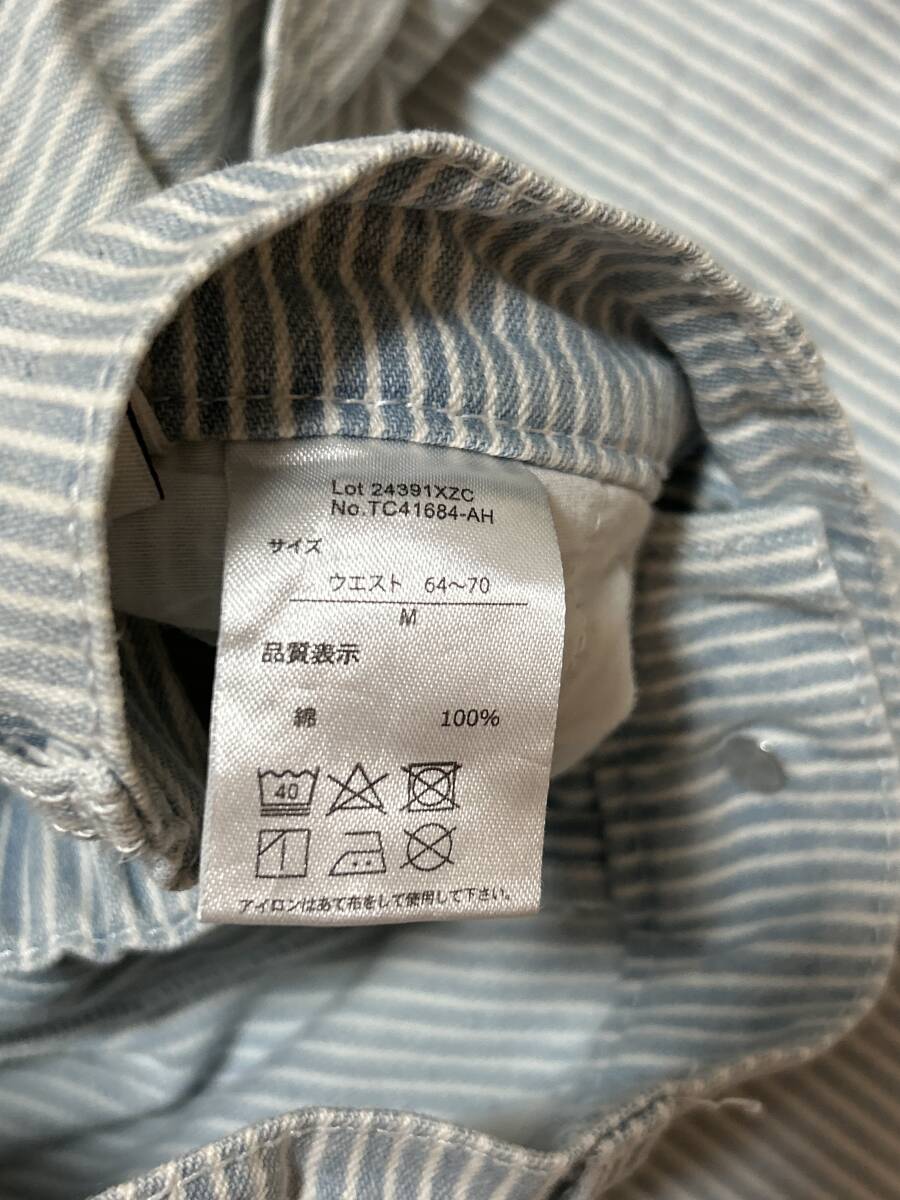 Lot 24391XZC
No.TC41684-AH
サイズ
ウエスト 64～70
M
品質表示
綿 100%
40
アイロンはあて布をして使用して下さい。